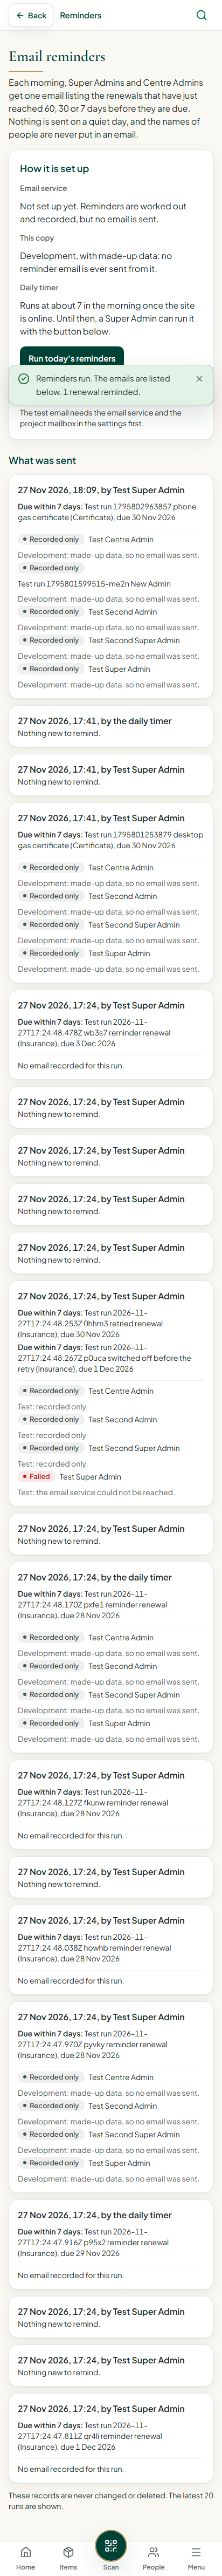 Back
Reminders
Email reminders
Each morning, Super Admins and Centre Admins
get one email listing the renewals that have just
reached 60, 30 or 7 days before they are due.
Nothing is sent on a quiet day, and the names of
people are never put in an email.
How it is set up
Email service
Not set up yet. Reminders are worked out
and recorded, but no email is sent.
This copy
Development, with made-up data: no
reminder email is ever sent from it.
Daily timer
Runs at about 7 in the morning once the site
is online. Until then, a Super Admin can run it
with the button below.
Run today's reminders
Reminders run. The emails are listed
below. 1 renewal reminded.
The test email needs the email service and the
project mailbox in the settings first.
What was sent
27 Nov 2026, 18:09, by Test Super Admin
Due within 7 days: Test run 1795802963857 phone
gas certificate (Certificate), due 30 Nov 2026
Recorded only Test Centre Admin
Development: made-up data, so no email was sent.
Recorded only
Test run 1795801599515-me2n New Admin
Development: made-up data, so no email was sent.
Recorded only Test Second Admin
Development: made-up data, so no email was sent.
Recorded only Test Second Super Admin
Development: made-up data, so no email was sent.
Recorded only Test Super Admin
Development: made-up data, so no email was sent.
27 Nov 2026, 17:41, by the daily timer
Nothing new to remind.
27 Nov 2026, 17:41, by Test Super Admin
Nothing new to remind.
27 Nov 2026, 17:41, by Test Super Admin
Due within 7 days: Test run 1795801253879 desktop
gas certificate (Certificate), due 30 Nov 2026
Recorded only Test Centre Admin
Development: made-up data, so no email was sent.
Recorded only Test Second Admin
Development: made-up data, so no email was sent.
Recorded only Test Second Super Admin
Development: made-up data, so no email was sent.
Recorded only Test Super Admin
Development: made-up data, so no email was sent.
27 Nov 2026, 17:24, by Test Super Admin
Due within 7 days: Test run 2026-11-
27T17:24:48.478Z wb3s7 reminder renewal
(Insurance), due 3 Dec 2026
No email recorded for this run.
27 Nov 2026, 17:24, by Test Super Admin
Nothing new to remind.
27 Nov 2026, 17:24, by Test Super Admin
Nothing new to remind.
27 Nov 2026, 17:24, by Test Super Admin
Nothing new to remind.
27 Nov 2026, 17:24, by Test Super Admin
Nothing new to remind.
27 Nov 2026, 17:24, by Test Super Admin
Due within 7 days: Test run 2026-11-
27T17:24:48.253Z 0hhm3 retried renewal
(Insurance), due 30 Nov 2026
Due within 7 days: Test run 2026-11-
27T17:24:48.267Z p0uca switched off before the
retry (Insurance), due 1 Dec 2026
Recorded only Test Centre Admin
Test: recorded only.
Recorded only Test Second Admin
Test: recorded only.
Recorded only Test Second Super Admin
Test: recorded only.
Failed Test Super Admin
Test: the email service could not be reached.
27 Nov 2026, 17:24, by Test Super Admin
Nothing new to remind.
27 Nov 2026, 17:24, by the daily timer
Due within 7 days: Test run 2026-11-
27T17:24:48.170Z pxfe1 reminder renewal
(Insurance), due 28 Nov 2026
Recorded only Test Centre Admin
Development: made-up data, so no email was sent.
Recorded only Test Second Admin
Development: made-up data, so no email was sent.
Recorded only Test Second Super Admin
Development: made-up data, so no email was sent.
Recorded only Test Super Admin
Development: made-up data, so no email was sent.
27 Nov 2026, 17:24, by Test Super Admin
Due within 7 days: Test run 2026-11-
27T17:24:48.127Z fkunw reminder renewal
(Insurance), due 28 Nov 2026
No email recorded for this run.
27 Nov 2026, 17:24, by Test Super Admin
Nothing new to remind.
27 Nov 2026, 17:24, by Test Super Admin
Due within 7 days: Test run 2026-11-
27T17:24:48.038Z howhb reminder renewal
(Insurance), due 28 Nov 2026
No email recorded for this run.
27 Nov 2026, 17:24, by Test Super Admin
Due within 7 days: Test run 2026-11-
27T17:24:47.970Z pyvky reminder renewal
(Insurance), due 28 Nov 2026
Recorded only Test Centre Admin
Development: made-up data, so no email was sent.
Recorded only Test Second Admin
Development: made-up data, so no email was sent.
Recorded only Test Second Super Admin
Development: made-up data, so no email was sent.
Recorded only Test Super Admin
Development: made-up data, so no email was sent.
27 Nov 2026, 17:24, by the daily timer
Due within 7 days: Test run 2026-11-
27T17:24:47.916Z p95x2 reminder renewal
(Insurance), due 29 Nov 2026
No email recorded for this run.
27 Nov 2026, 17:24, by Test Super Admin
Nothing new to remind.
27 Nov 2026, 17:24, by Test Super Admin
Nothing new to remind.
27 Nov 2026, 17:24, by Test Super Admin
Due within 7 days: Test run 2026-11-
27T17:24:47.811Z qr4li reminder renewal
(Insurance), due 1 Dec 2026
No email recorded for this run.
These records are never changed or deleted. The latest 20
runs are shown.
Home
Items
Scan
People
Menu